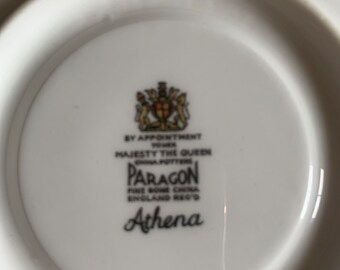 BY APPOINTMENT
TO HER
MAJESTY THE QUEEN
CHINA POTTERS
PARAGON
FINE BONE CHINA
ENGLAND REG'D
Athena